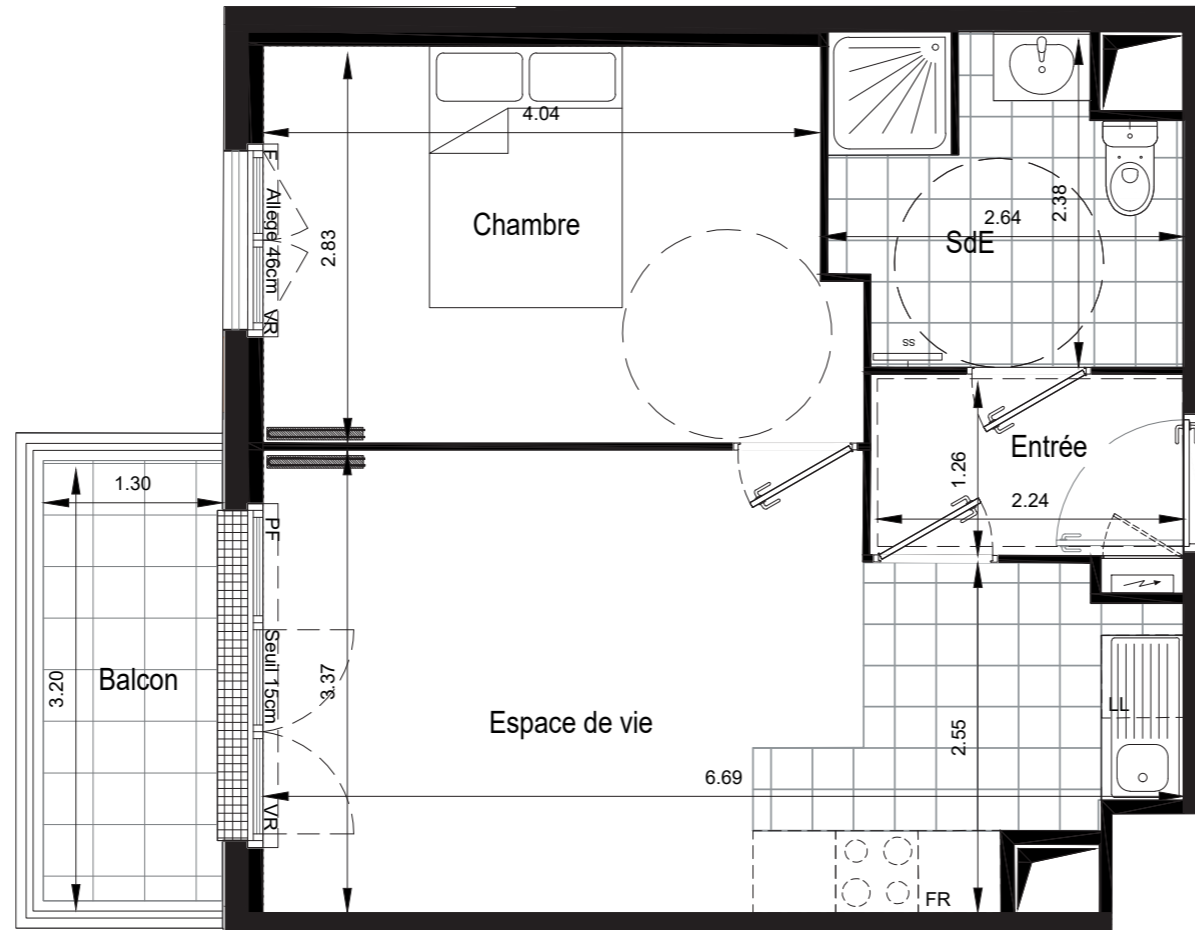 4.04
Chambre
2.83
F
Allège 46cm
VR
2.64
2.38
SdE
SS
Entrée
1.26
2.24
1.30
3.20
Balcon
PF
Seuil 15cm
VR
3.37
Espace de vie
6.69
2.55
LL
FR